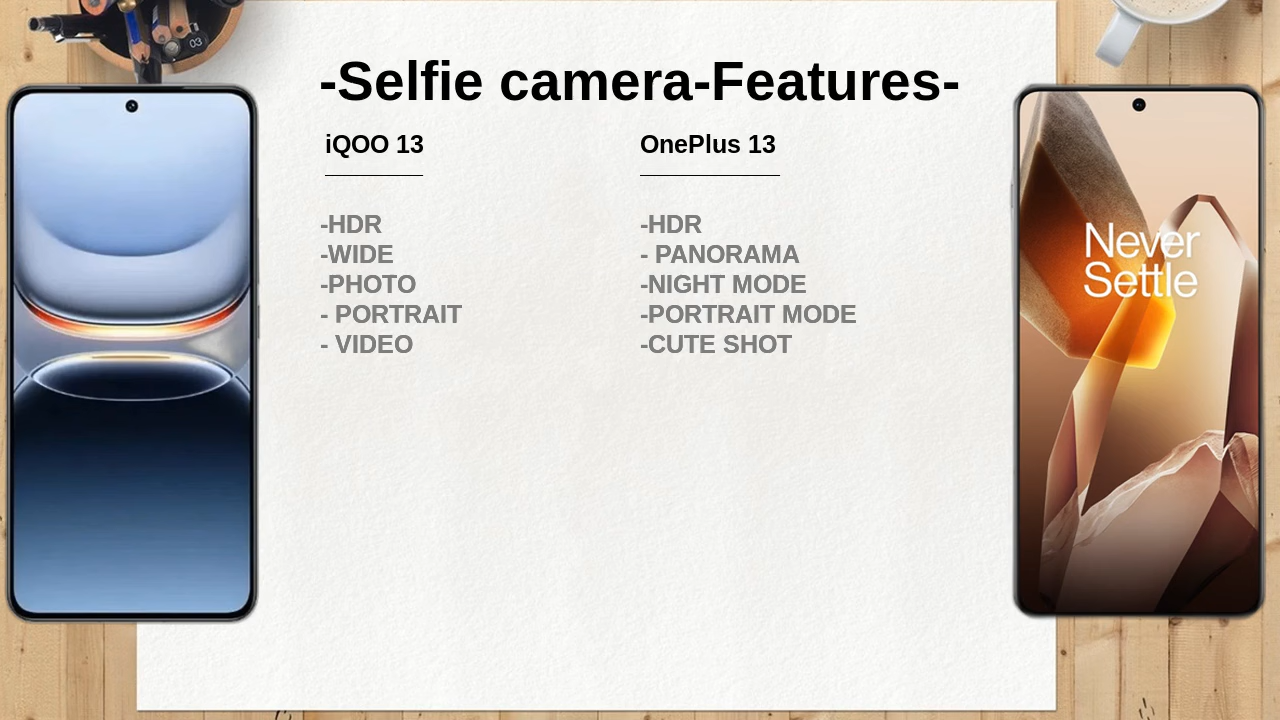 -Selfie camera-Features-
iQOO 13
-HDR
-WIDE
-PHOTO
- PORTRAIT
- VIDEO
OnePlus 13
-HDR
- PANORAMA
-NIGHT MODE
-PORTRAIT MODE
-CUTE SHOT
Never
Settle
03